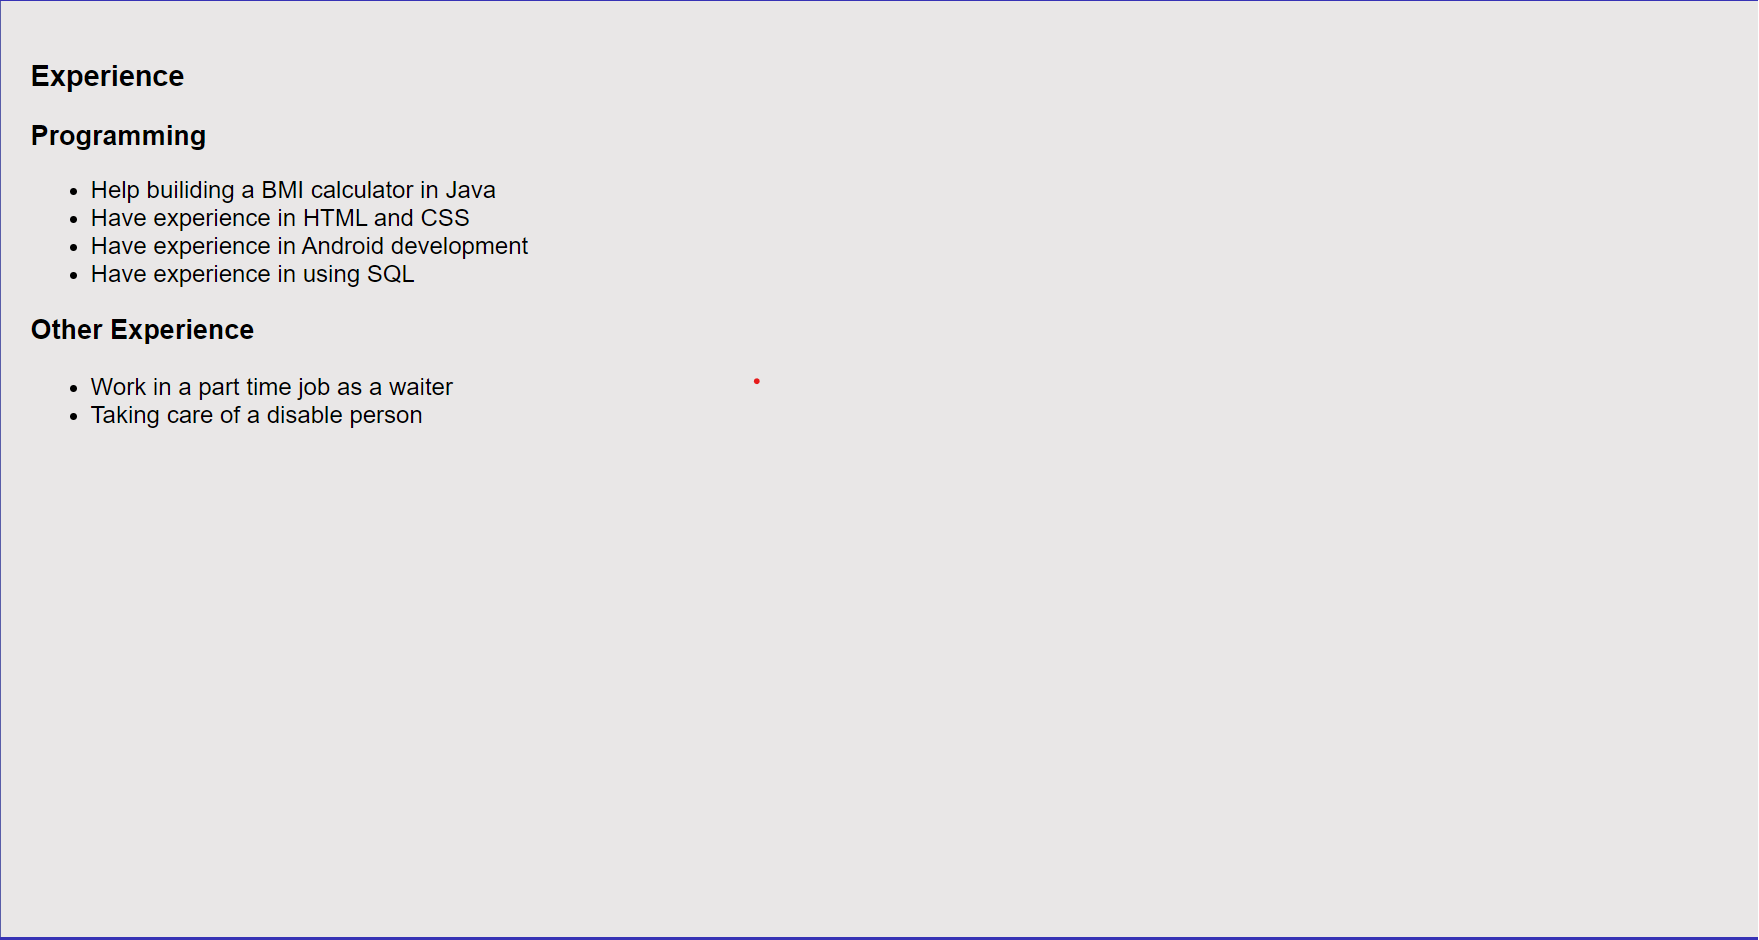 Experience
Programming
Help builiding a BMI calculator in Java
Have experience in HTML and CSS
Have experience in Android development
Have experience in using SQL
Other Experience
Work in a part time job as a waiter
Taking care of a disable person